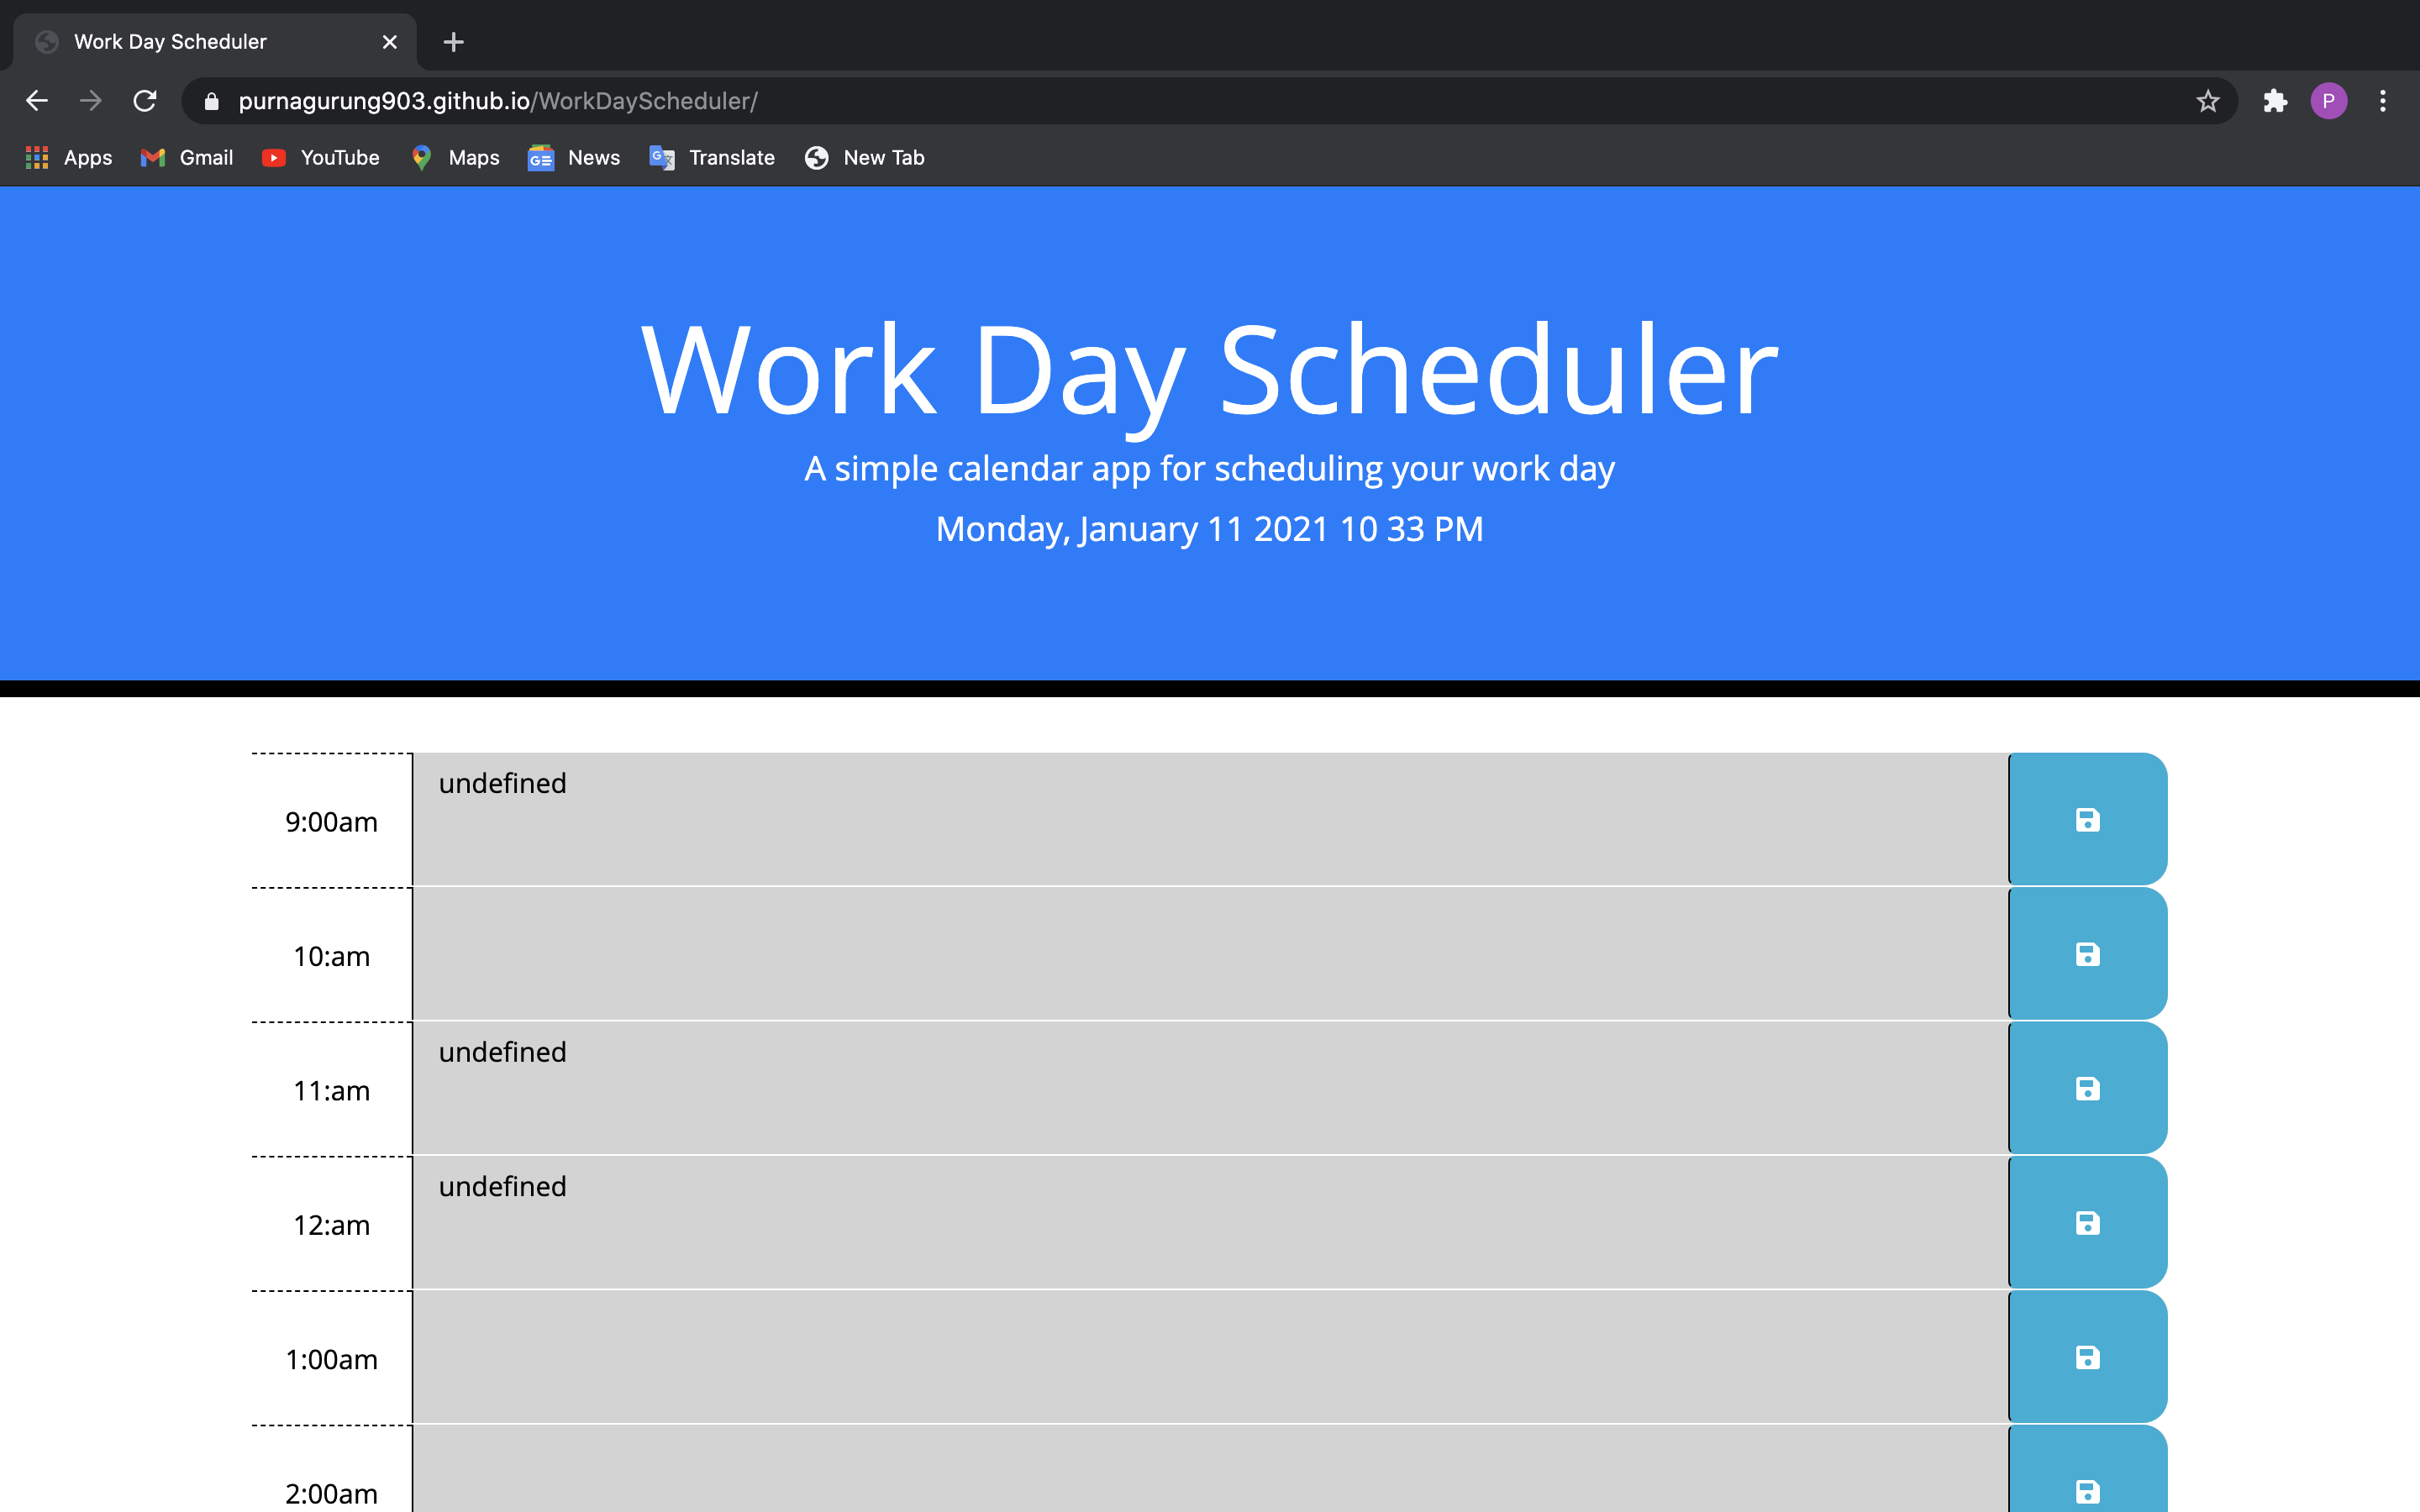 Work Day Scheduler
purnagurung903.github.io/WorkDayScheduler/
P
Apps Gmail YouTube Maps News Translate New Tab
Work Day Scheduler
A simple calendar app for scheduling your work day
Monday, January 11 2021 10 33 PM
undefined
9:00am
10:am
undefined
11:am
undefined
12:am
1:00am
2:00am